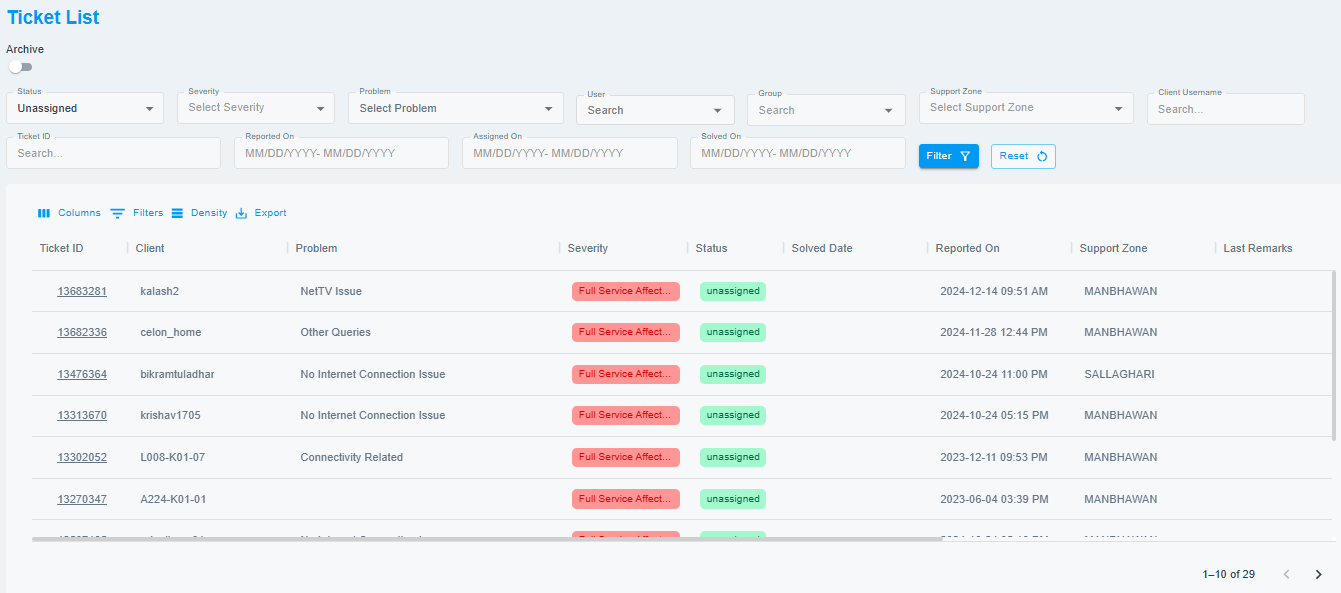 Ticket List
Archive
Status Severity Problem User Group Support Zone Client Username
Unassigned Select Severity Select Problem Search Search Select Support Zone Search...
Ticket ID Reported On Assigned On Solved On
Search... MM/DD/YYYY- MM/DD/YYYY MM/DD/YYYY- MM/DD/YYYY MM/DD/YYYY- MM/DD/YYYY Filter Reset
Columns Filters Density Export
Ticket ID Client Problem Severity Status Solved Date Reported On Support Zone Last Remarks
13683281 kalash2 NetTV Issue Full Service Affect... unassigned 2024-12-14 09:51 AM MANBHAWAN
13682336 celon_home Other Queries Full Service Affect... unassigned 2024-11-28 12:44 PM MANBHAWAN
13476364 bikramtuladhar No Internet Connection Issue Full Service Affect... unassigned 2024-10-24 11:00 PM SALLAGHARI
13313670 krishav1705 No Internet Connection Issue Full Service Affect... unassigned 2024-10-24 05:15 PM MANBHAWAN
13302052 L008-K01-07 Connectivity Related Full Service Affect... unassigned 2023-12-11 09:53 PM MANBHAWAN
13270347 A224-K01-01 Full Service Affect... unassigned 2023-06-04 03:39 PM MANBHAWAN
1–10 of 29